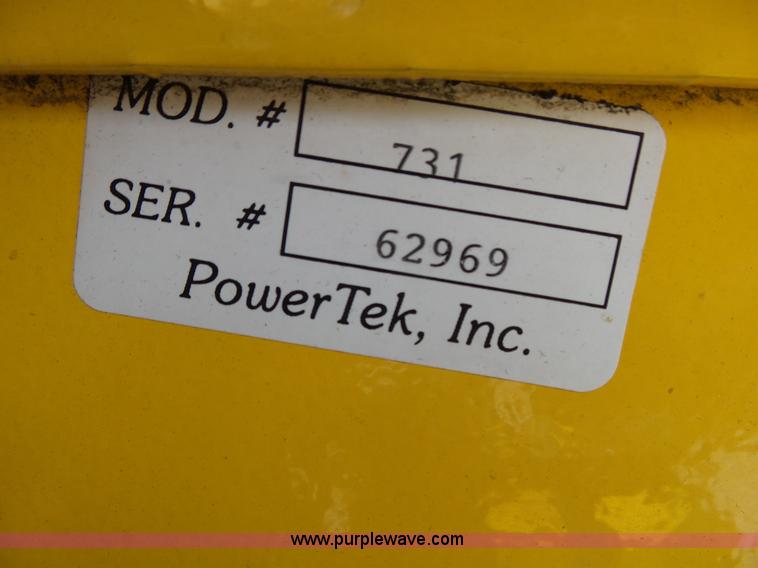 MOD. # 731
SER. # 62969
PowerTek, Inc.
www.purplewave.com